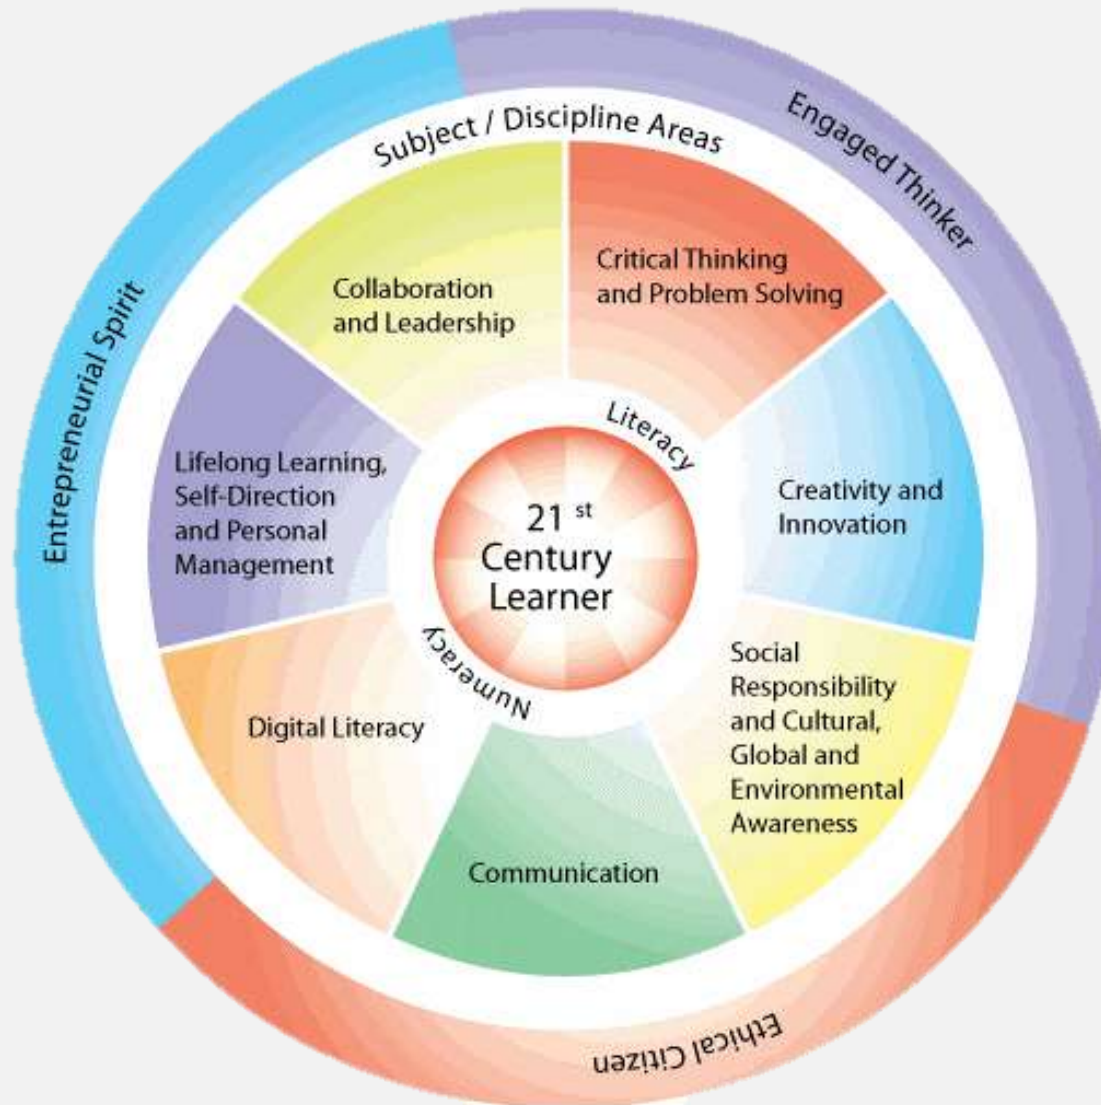 Subject / Discipline Areas
Engaged Thinker
Entrepreneurial Spirit
Ethical Citizen
Collaboration
and Leadership
Critical Thinking
and Problem Solving
Creativity and
Innovation
Social
Responsibility
and Cultural,
Global and
Environmental
Awareness
Communication
Digital Literacy
Lifelong Learning,
Self-Direction
and Personal
Management
Literacy
Numeracy
21 st
Century
Learner